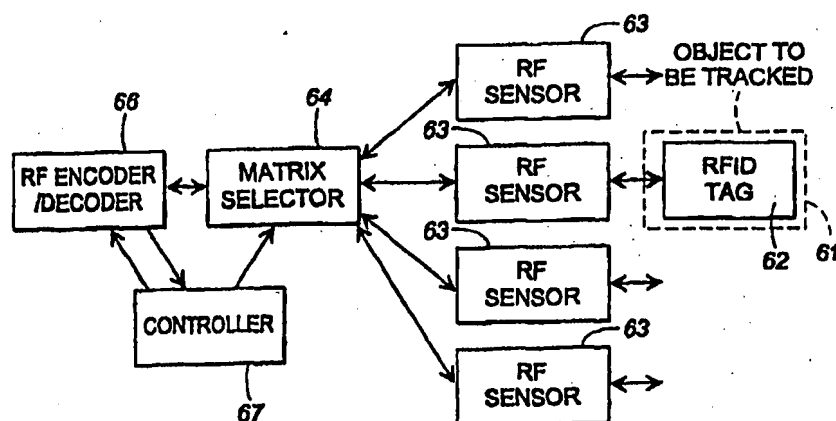 63
RF
SENSOR
OBJECT TO
BE TRACKED
66
RF ENCODER
/DECODER
64
MATRIX
SELECTOR
63
RF
SENSOR
RFID
TAG
62
61
63
RF
SENSOR
CONTROLLER
67
63
RF
SENSOR